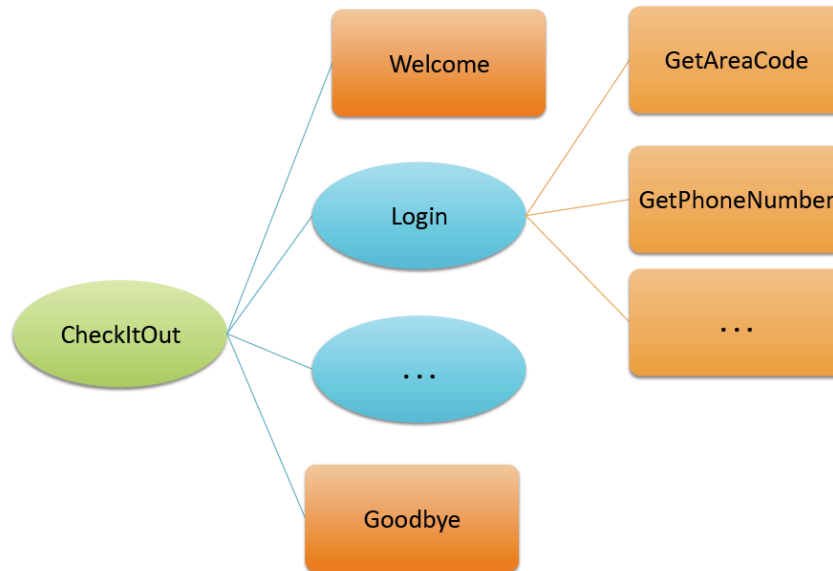 Welcome
GetAreaCode
Login
GetPhoneNumber
CheckItOut
...
...
Goodbye